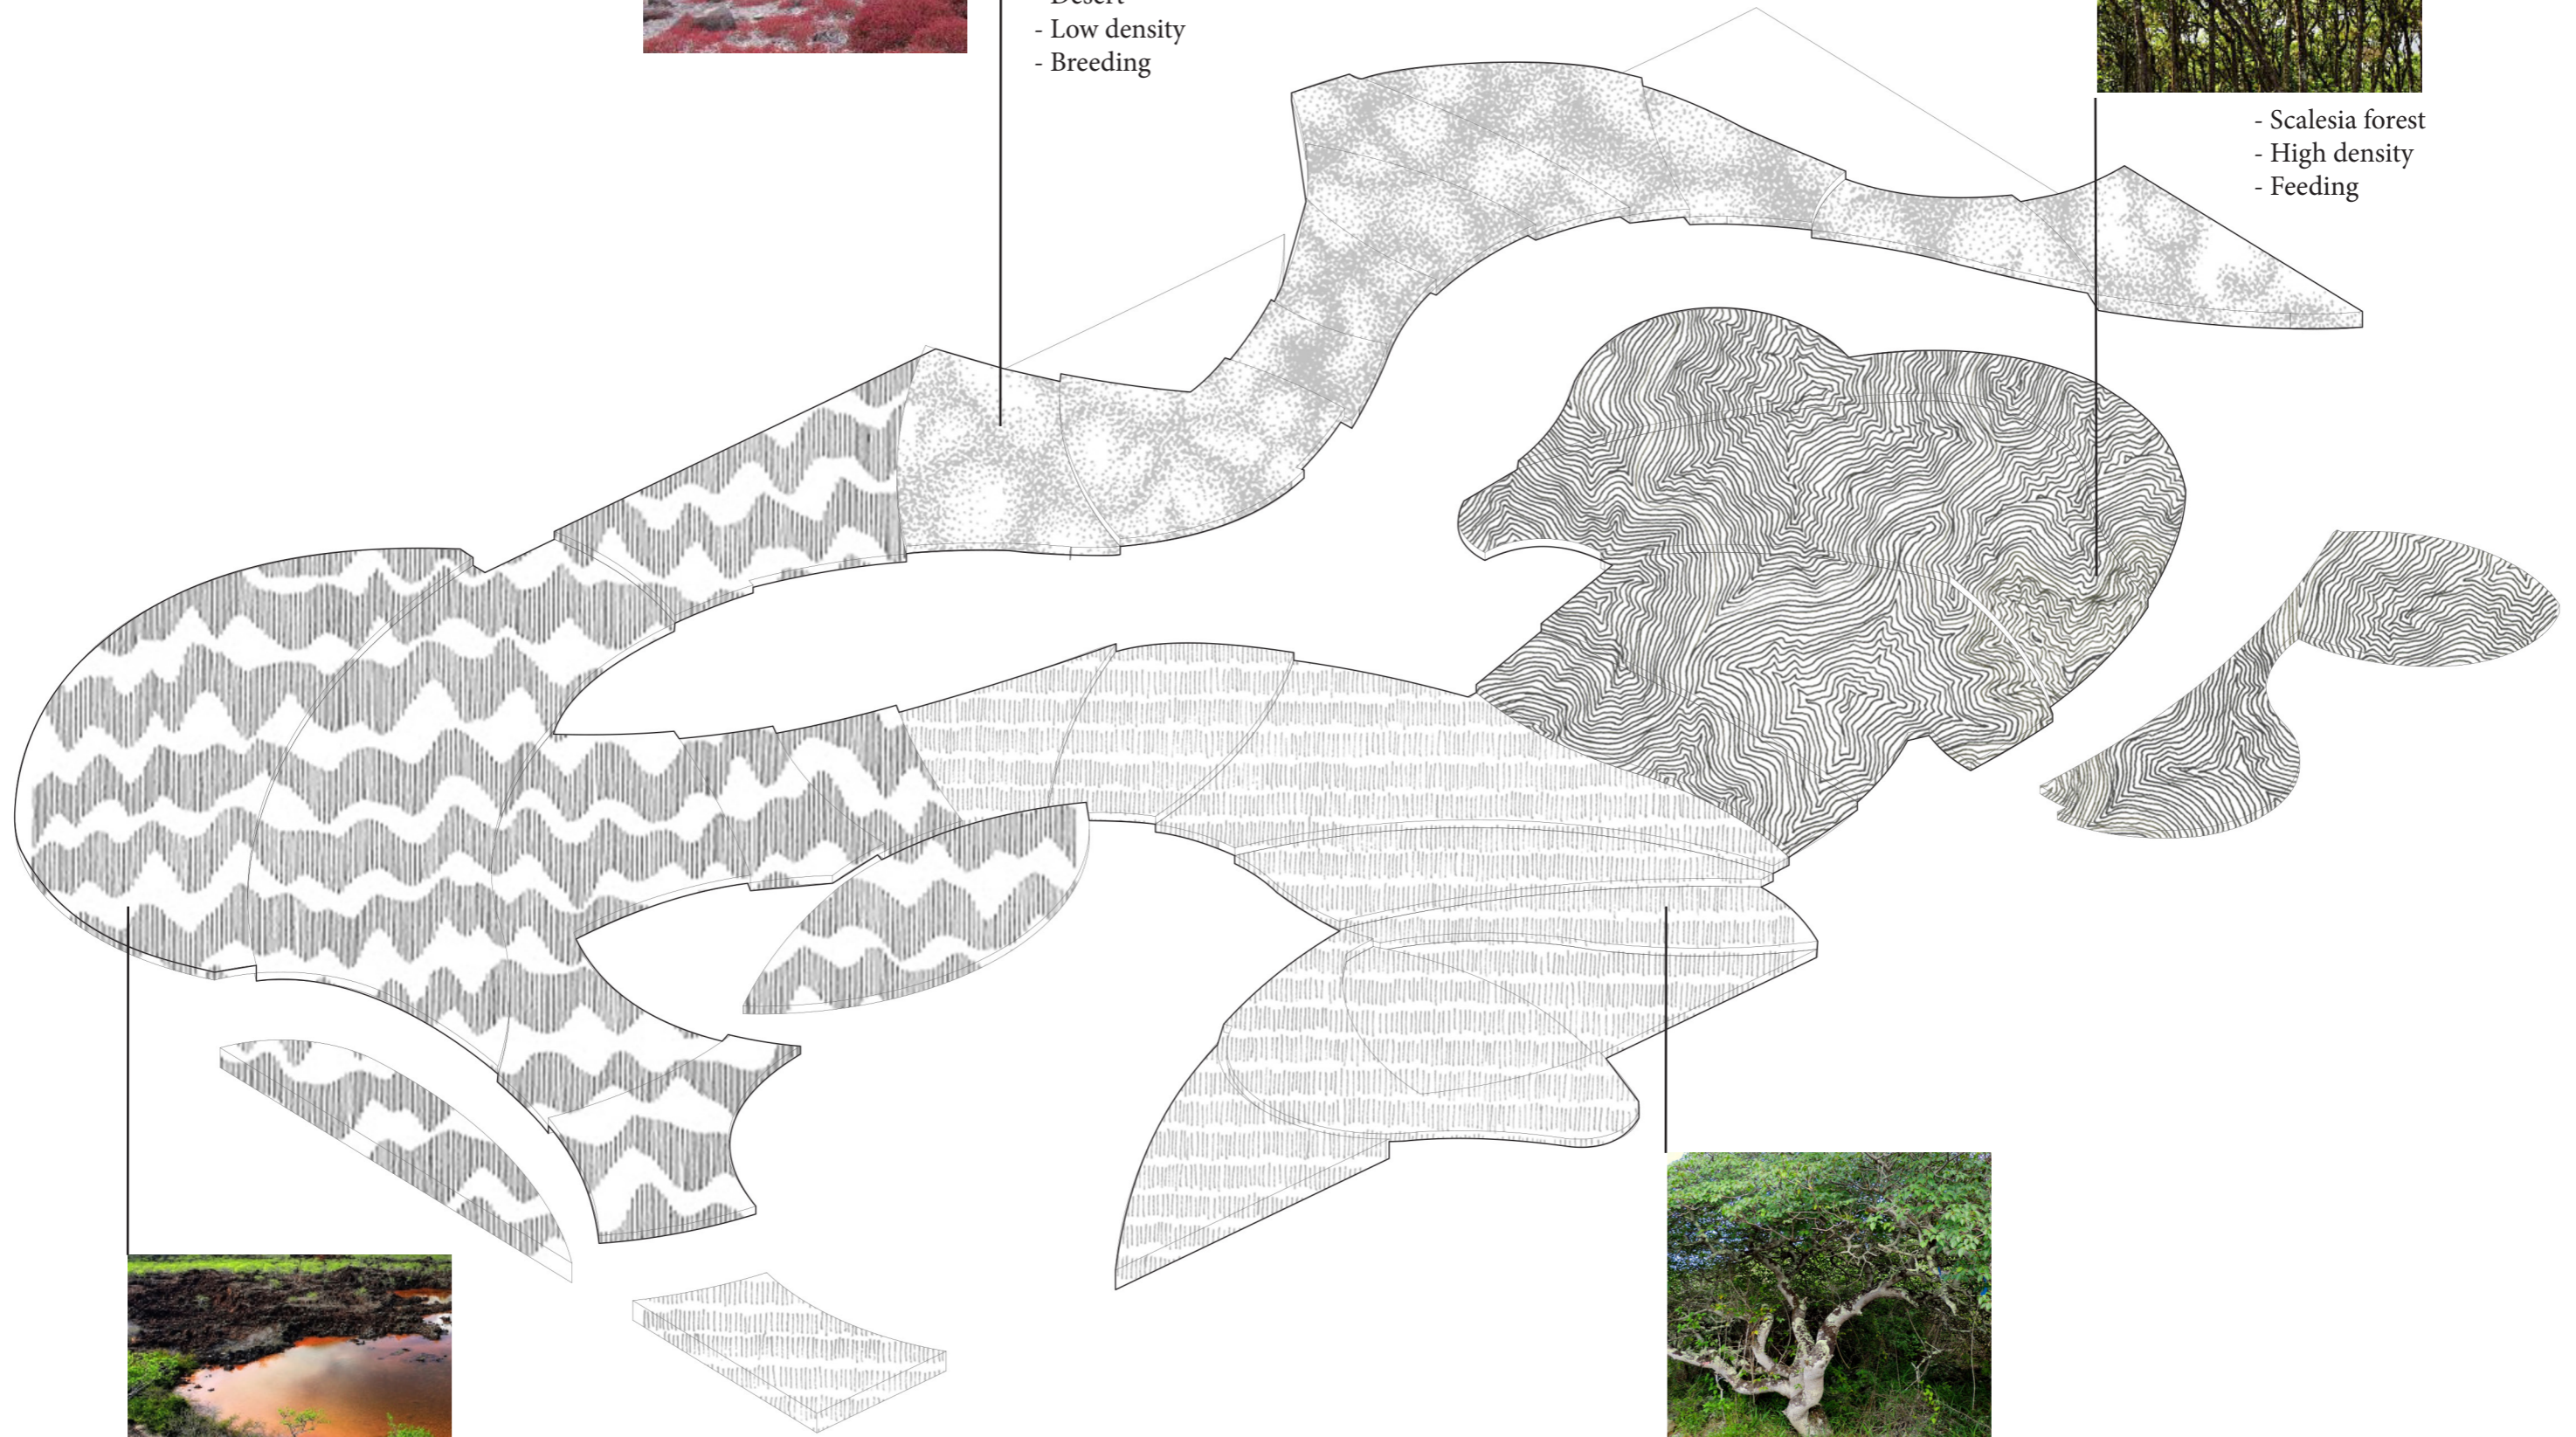 - Low density
- Breeding
- Scalesia forest
- High density
- Feeding